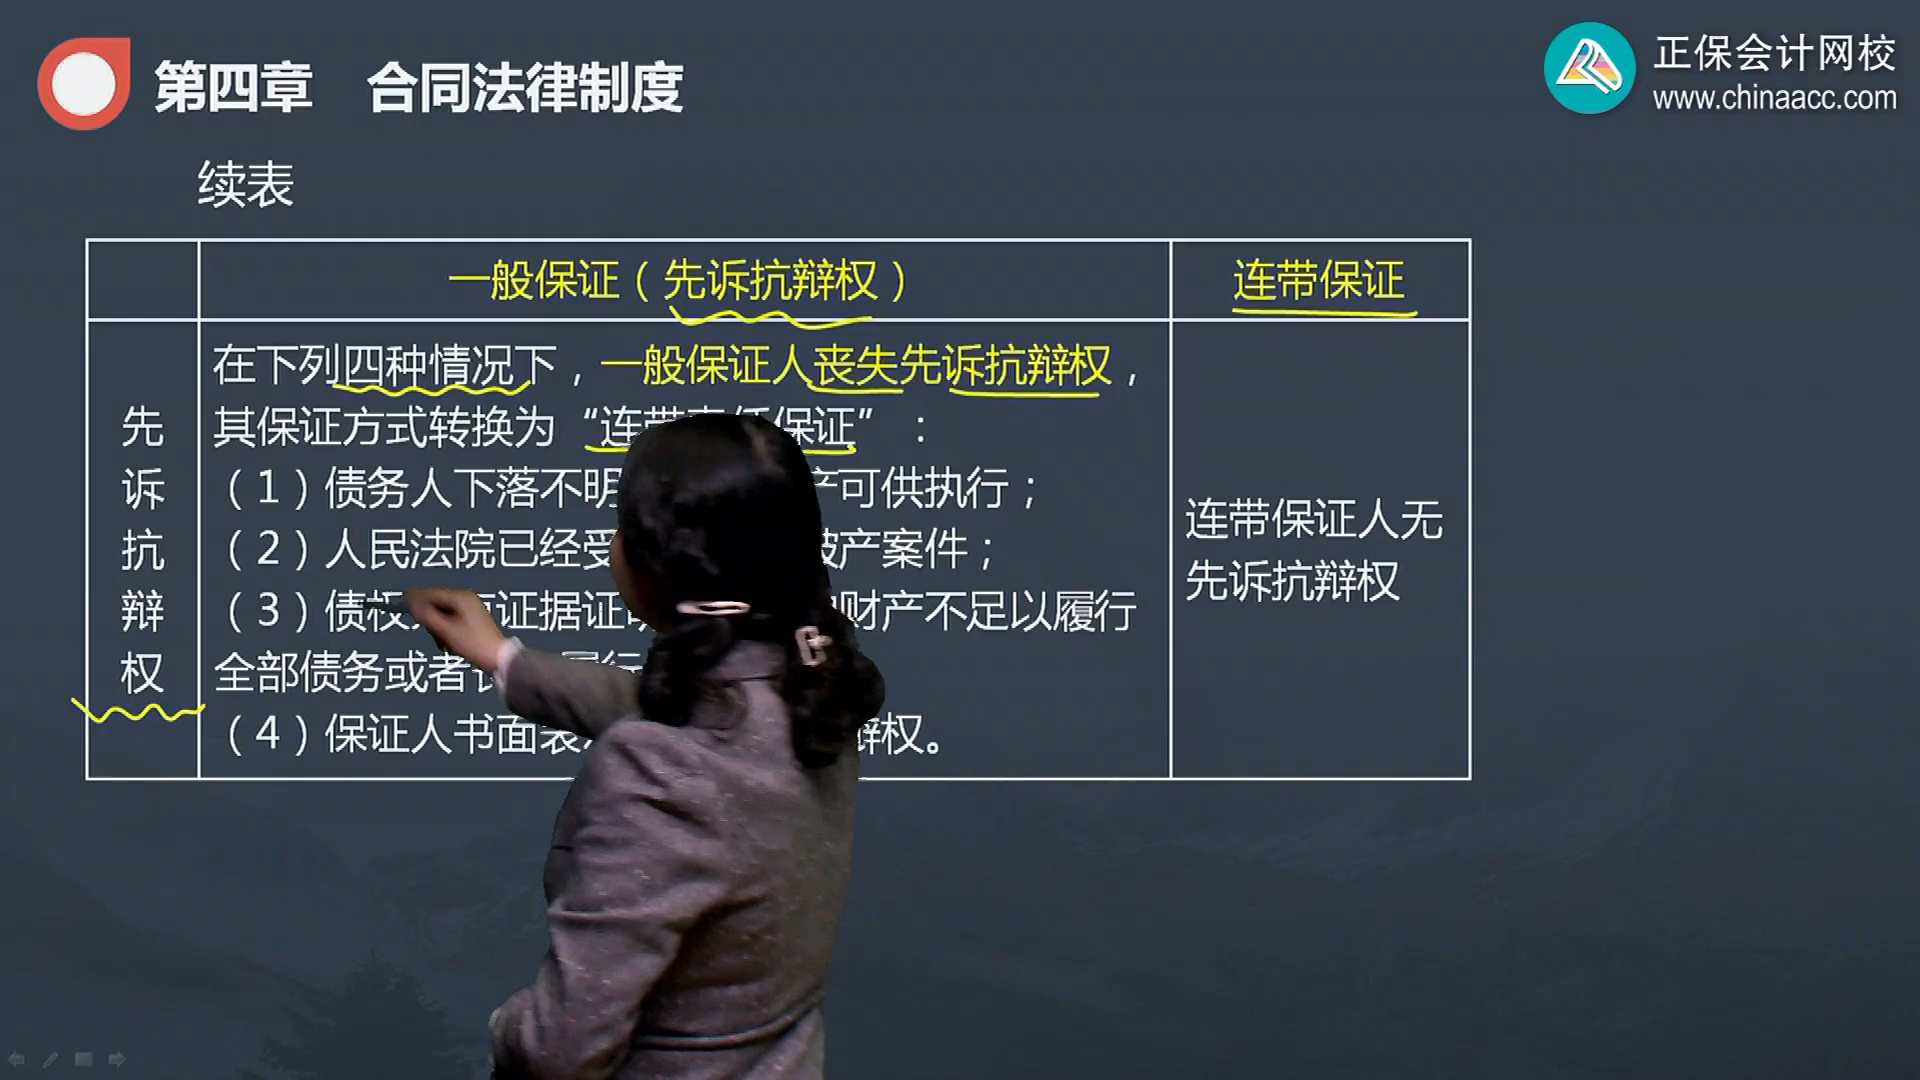 第四章 合同法律制度
正保会计网校
www.chinaacc.com
续表
一般保证（先诉抗辩权）
连带保证
先诉抗辩权
在下列四种情况下，一般保证人丧失先诉抗辩权，
其保证方式转换为“连带责任保证”：
（1）债务人下落不明 可供执行；
（2）人民法院已经受 破产案件；
（3）债权 证据证 财产不足以履行
全部债务或者
（4）保证人书面表 辩权。
连带保证人无
先诉抗辩权